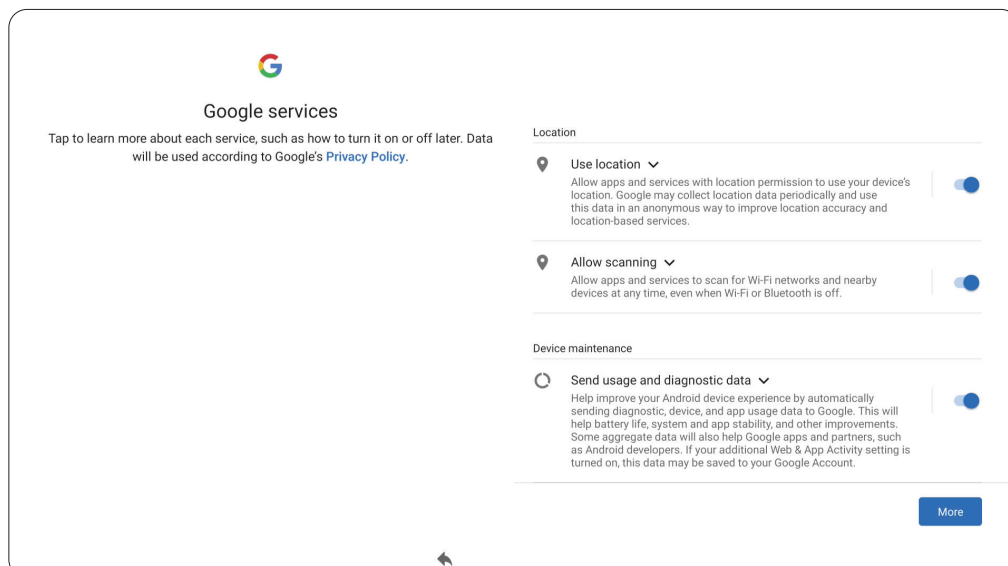 Google services
Tap to learn more about each service, such as how to turn it on or off later. Data
will be used according to Google's Privacy Policy.
Location
Use location
Allow apps and services with location permission to use your device's
location. Google may collect location data periodically and use
this data in an anonymous way to improve location accuracy and
location-based services.
Allow scanning
Allow apps and services to scan for Wi-Fi networks and nearby
devices at any time, even when Wi-Fi or Bluetooth is off.
Device maintenance
Send usage and diagnostic data
Help improve your Android device experience by automatically
sending diagnostic, device, and app usage data to Google. This will
help battery life, system and app stability, and other improvements.
Some aggregate data will also help Google apps and partners, such
as Android developers. If your additional Web & App Activity setting is
turned on, this data may be saved to your Google Account.
More